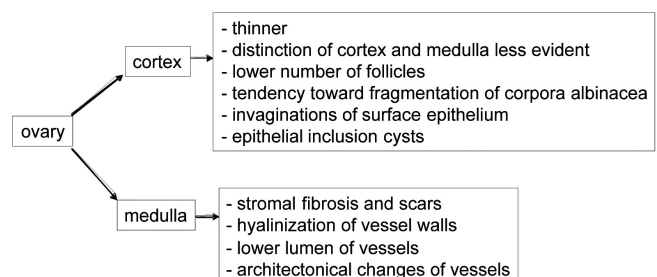 ovary
cortex
- thinner
- distinction of cortex and medulla less evident
- lower number of follicles
- tendency toward fragmentation of corpora albinacea
- invaginations of surface epithelium
- epithelial inclusion cysts
medulla
- stromal fibrosis and scars
- hyalinization of vessel walls
- lower lumen of vessels
- architectonical changes of vessels